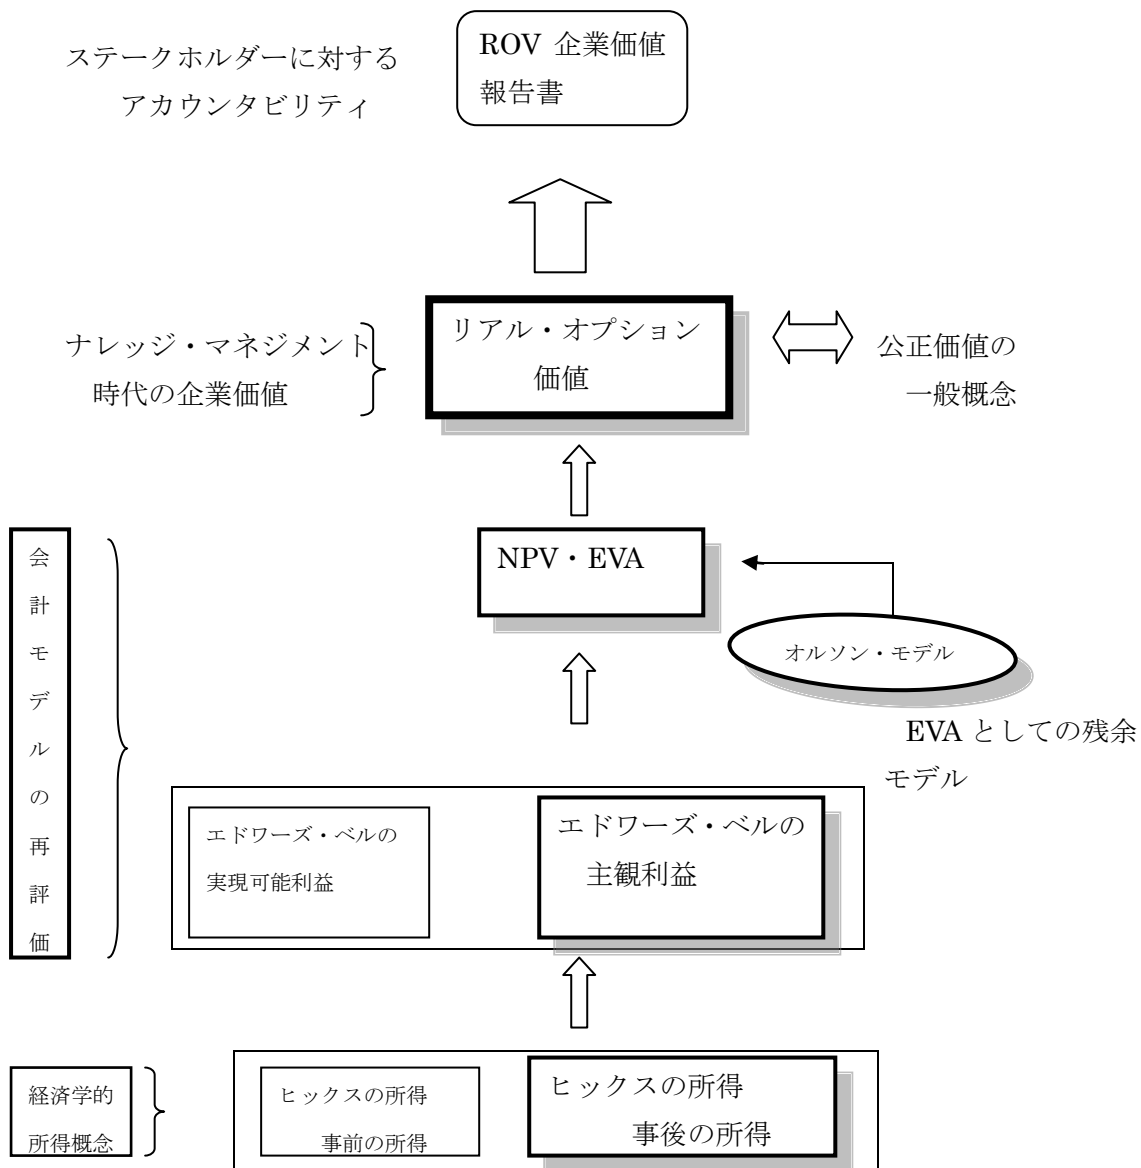 ステークホルダーに対する
アカウンタビリティ
ROV 企業価値
報告書
ナレッジ・マネジメント
時代の企業価値
リアル・オプション
価値
公正価値の
一般概念
会
計
モ
デ
ル
の
再
評
価
NPV・EVA
オルソン・モデル
EVA としての残余
モデル
エドワーズ・ベルの
実現可能利益
エドワーズ・ベルの
主観利益
経済学的
所得概念
ヒックスの所得
事前の所得
ヒックスの所得
事後の所得